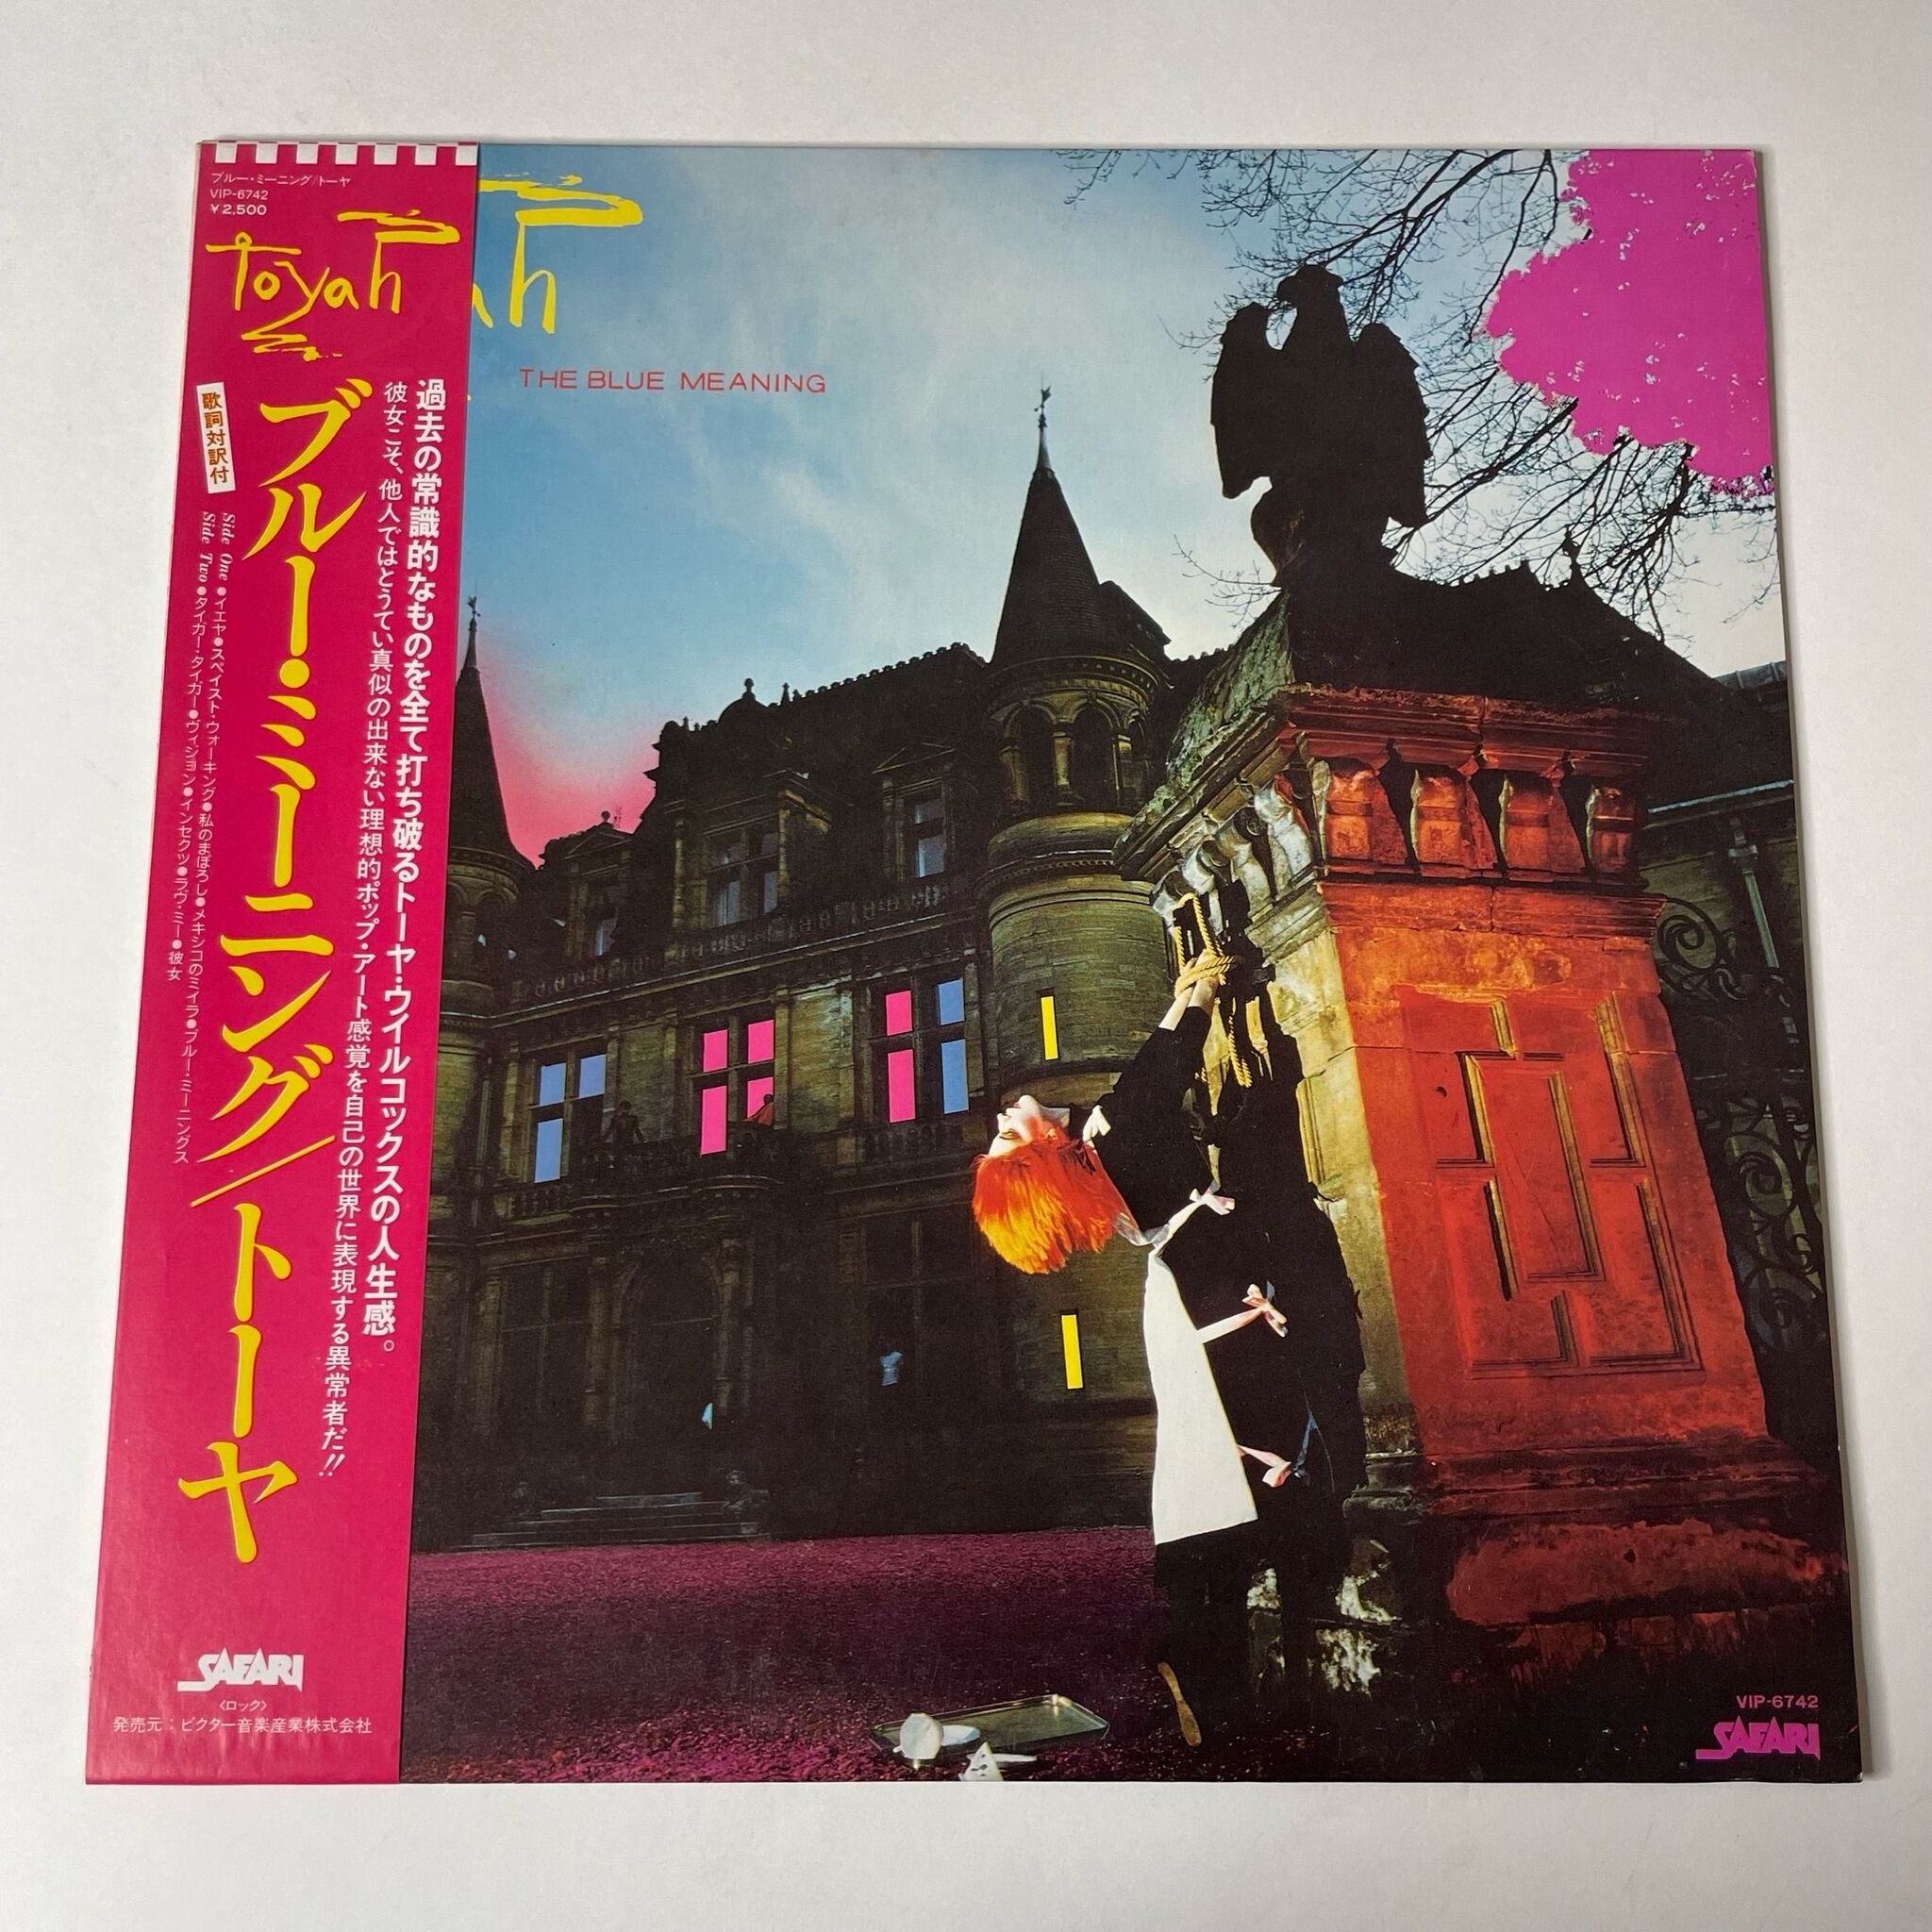 ブルー・ミーニング/トーヤ
VIP-6742
¥2,500
toyah
歌詞対訳付
ブルー・ミーニング/トーヤ
過去の常識的なものを全て打ち破るトーヤ・ウイルコックスの人生感。
彼女こそ、他人ではとうてい真似の出来ない理想的ポップ・アート感覚を自己の世界に表現する異常者だ!!
Side One ●イエヤ●スペイスト・ウォーキング●私のまぼろし●メキシコのミイラ●ブルー・ミーニングス
Side Two ●タイガー・タイガー●ヴィジョン●インセクツ●ラヴ・ミー●彼女
SAFARI
〈ロック〉
発売元:ビクター音楽産業株式会社
ah
THE BLUE MEANING
VIP-6742
SAFARI